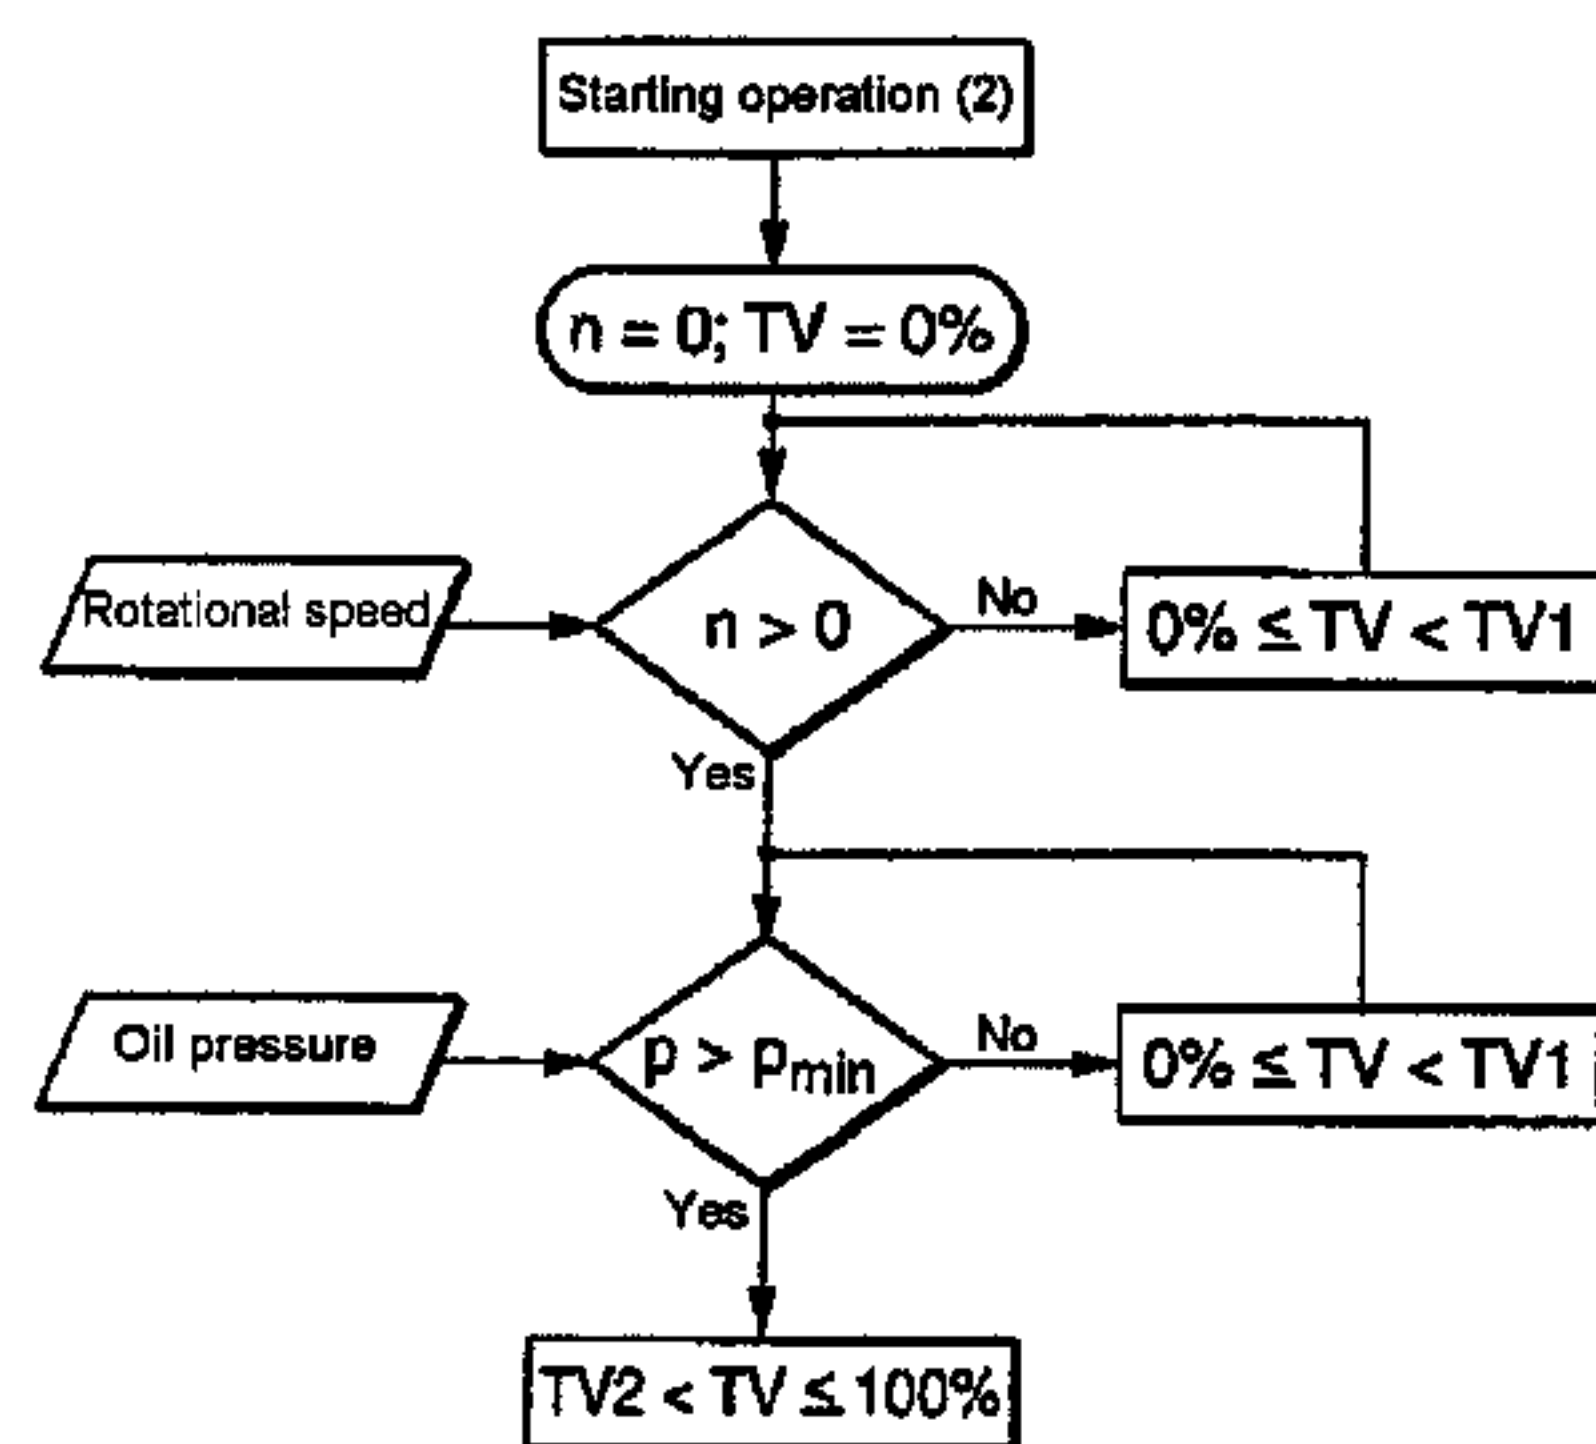 Starting operation (2)
n = 0; TV = 0%
Rotational speed
n > 0
No
0% ≤ TV < TV1
Yes
Oil pressure
p > pmin
No
0% ≤ TV < TV1
Yes
TV2 < TV ≤ 100%